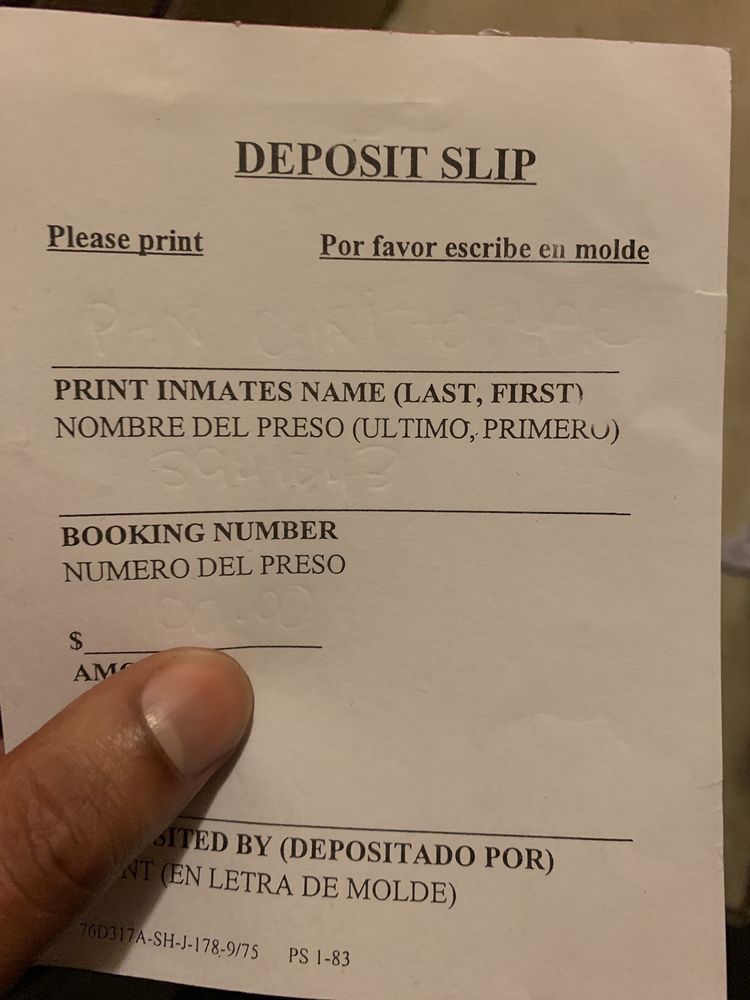 DEPOSIT SLIP
Please print Por favor escribe en molde
PRINT INMATES NAME (LAST, FIRST)
NOMBRE DEL PRESO (ULTIMO, PRIMERO)
BOOKING NUMBER
NUMERO DEL PRESO
$
SITED BY (DEPOSITADO POR)
(EN LETRA DE MOLDE)
76D317A-SH-J-178-9/75 PS 1-83